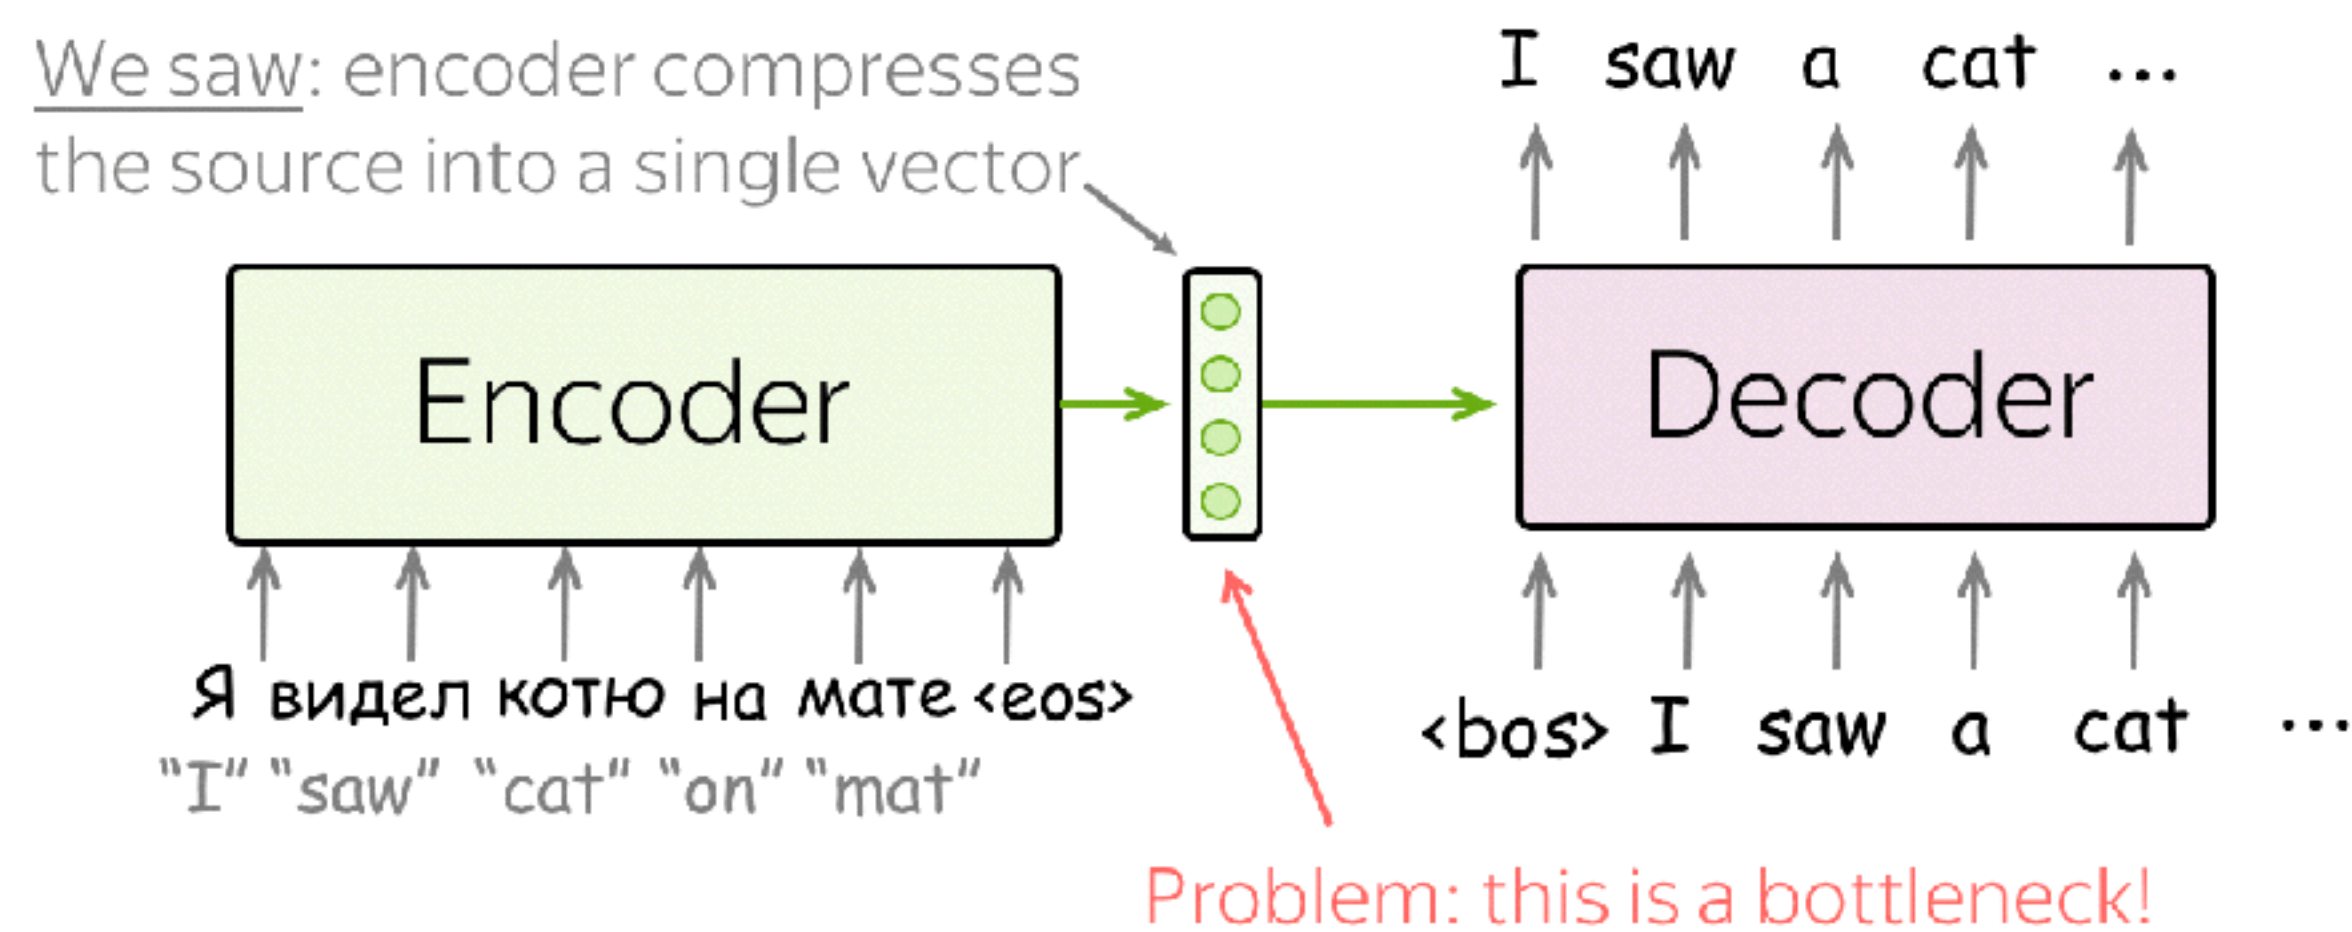 We saw: encoder compresses
the source into a single vector
I saw a cat ...
Encoder
Decoder
Я видел котю на мате <eos>
“I” “saw” “cat” “on” “mat”
<bos> I saw a cat ...
Problem: this is a bottleneck!